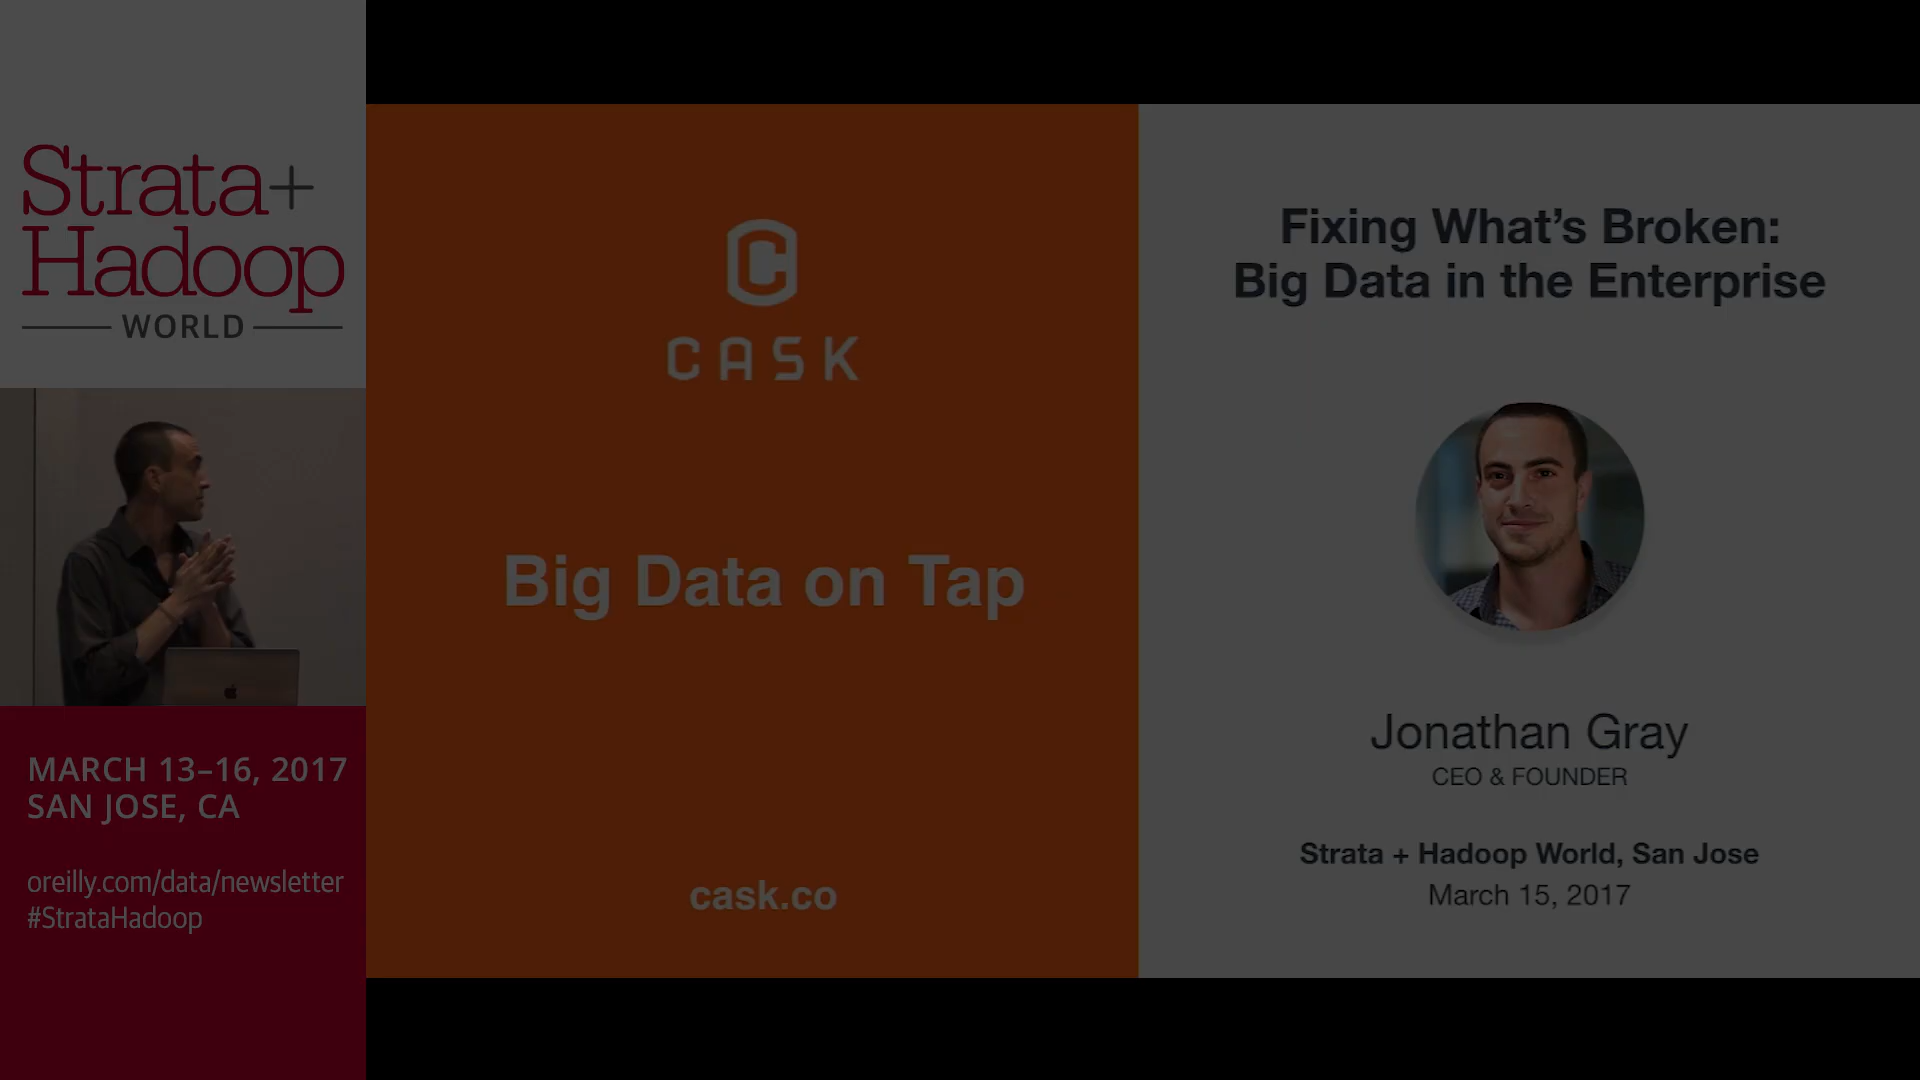 Strata+
Hadoop
WORLD
MARCH 13–16, 2017
SAN JOSE, CA
oreilly.com/data/newsletter
#StrataHadoop
C
CASK
Big Data on Tap
cask.co
Fixing What’s Broken:
Big Data in the Enterprise
Jonathan Gray
CEO & FOUNDER
Strata + Hadoop World, San Jose
March 15, 2017